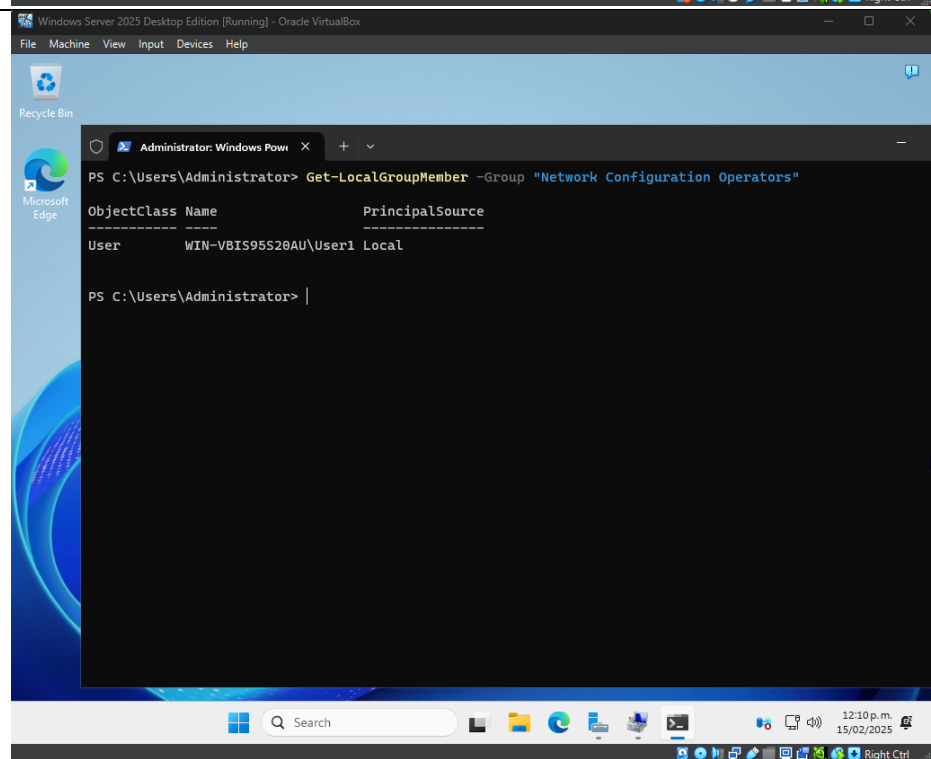 Windows Server 2025 Desktop Edition [Running] - Oracle VirtualBox
File Machine View Input Devices Help
Recycle Bin
Administrator: Windows Powe
PS C:\Users\Administrator> Get-LocalGroupMember -Group "Network Configuration Operators"
Microsoft
Edge
ObjectClass Name PrincipalSource
----------- ---- ---------------
User WIN-VBIS95S20AU\User1 Local
PS C:\Users\Administrator>
Search
12:10 p.m.
15/02/2025
Right Ctrl